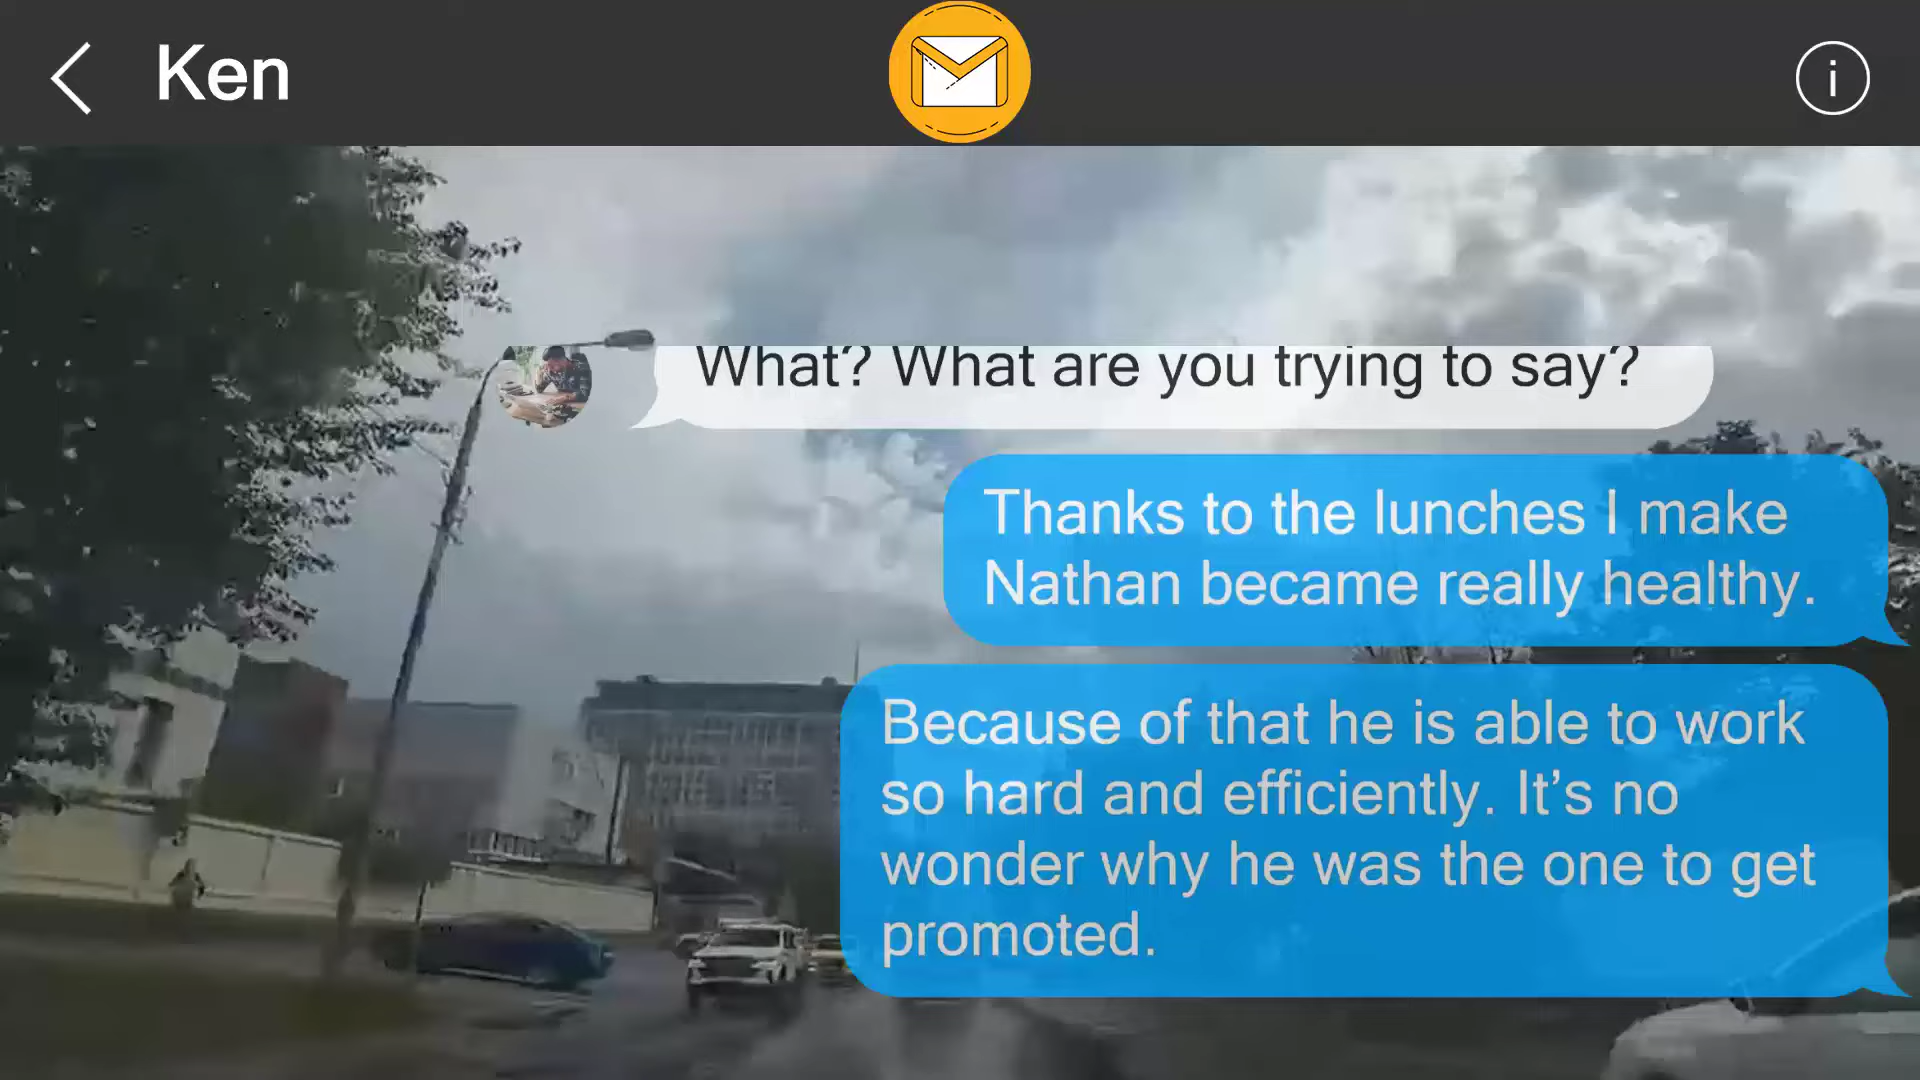 Ken
i
What? What are you trying to say?
Thanks to the lunches I make
Nathan became really healthy.
Because of that he is able to work
so hard and efficiently. It’s no
wonder why he was the one to get
promoted.